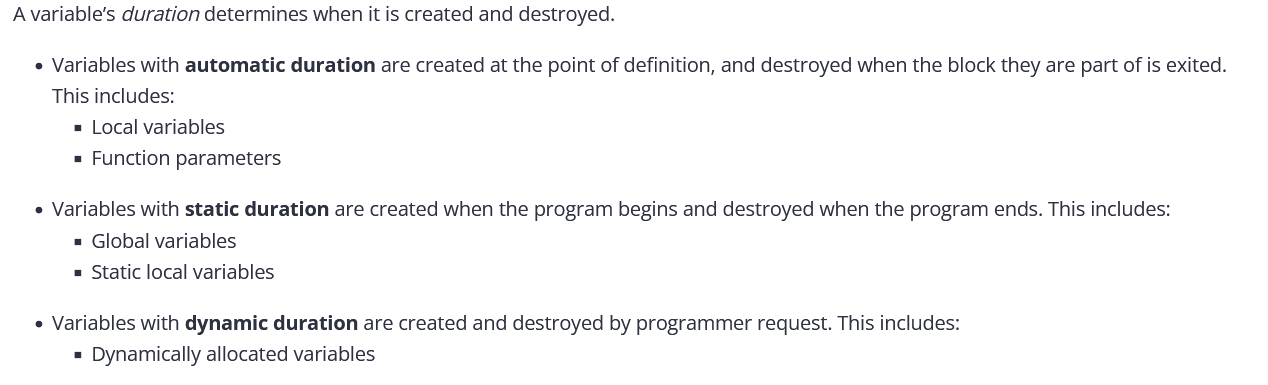 A variable’s duration determines when it is created and destroyed.
• Variables with automatic duration are created at the point of definition, and destroyed when the block they are part of is exited.
This includes:
▪ Local variables
▪ Function parameters
• Variables with static duration are created when the program begins and destroyed when the program ends. This includes:
▪ Global variables
▪ Static local variables
• Variables with dynamic duration are created and destroyed by programmer request. This includes:
▪ Dynamically allocated variables